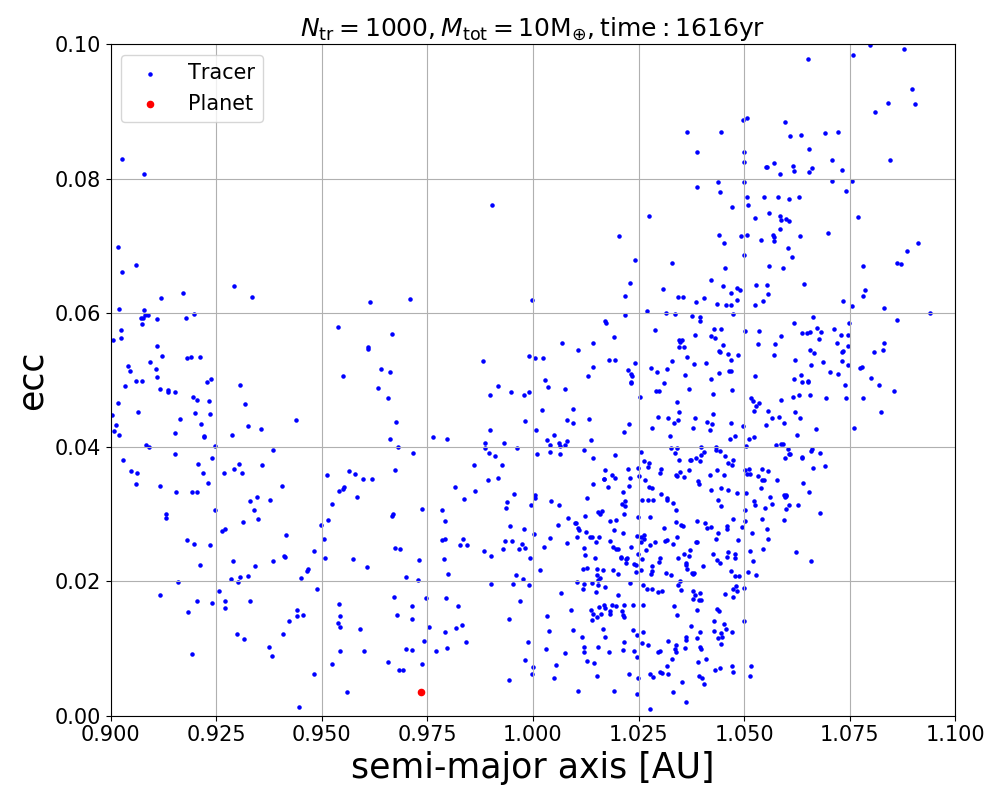 N_tr = 1000, M_tot = 10M_⊕, time : 1616yr
Tracer
Planet
ecc
0.10
0.08
0.06
0.04
0.02
0.00
0.900 0.925 0.950 0.975 1.000 1.025 1.050 1.075 1.100
semi-major axis [AU]